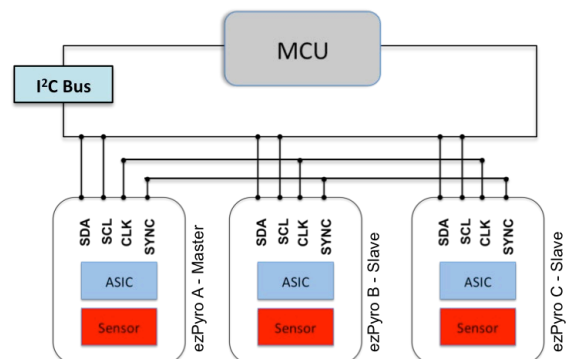 MCU
I²C Bus
SDA
SCL
CLK
SYNC
ASIC
Sensor
ezPyro A - Master
SDA
SCL
CLK
SYNC
ASIC
Sensor
ezPyro B - Slave
SDA
SCL
CLK
SYNC
ASIC
Sensor
ezPyro C - Slave